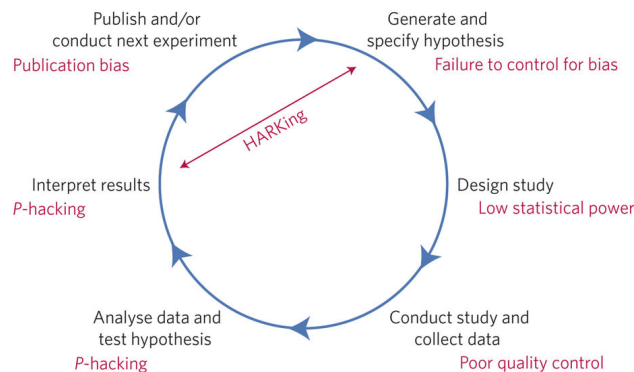 Publish and/or
conduct next experiment
Publication bias
Generate and
specify hypothesis
Failure to control for bias
HARKing
Interpret results
P-hacking
Design study
Low statistical power
Analyse data and
test hypothesis
P-hacking
Conduct study and
collect data
Poor quality control